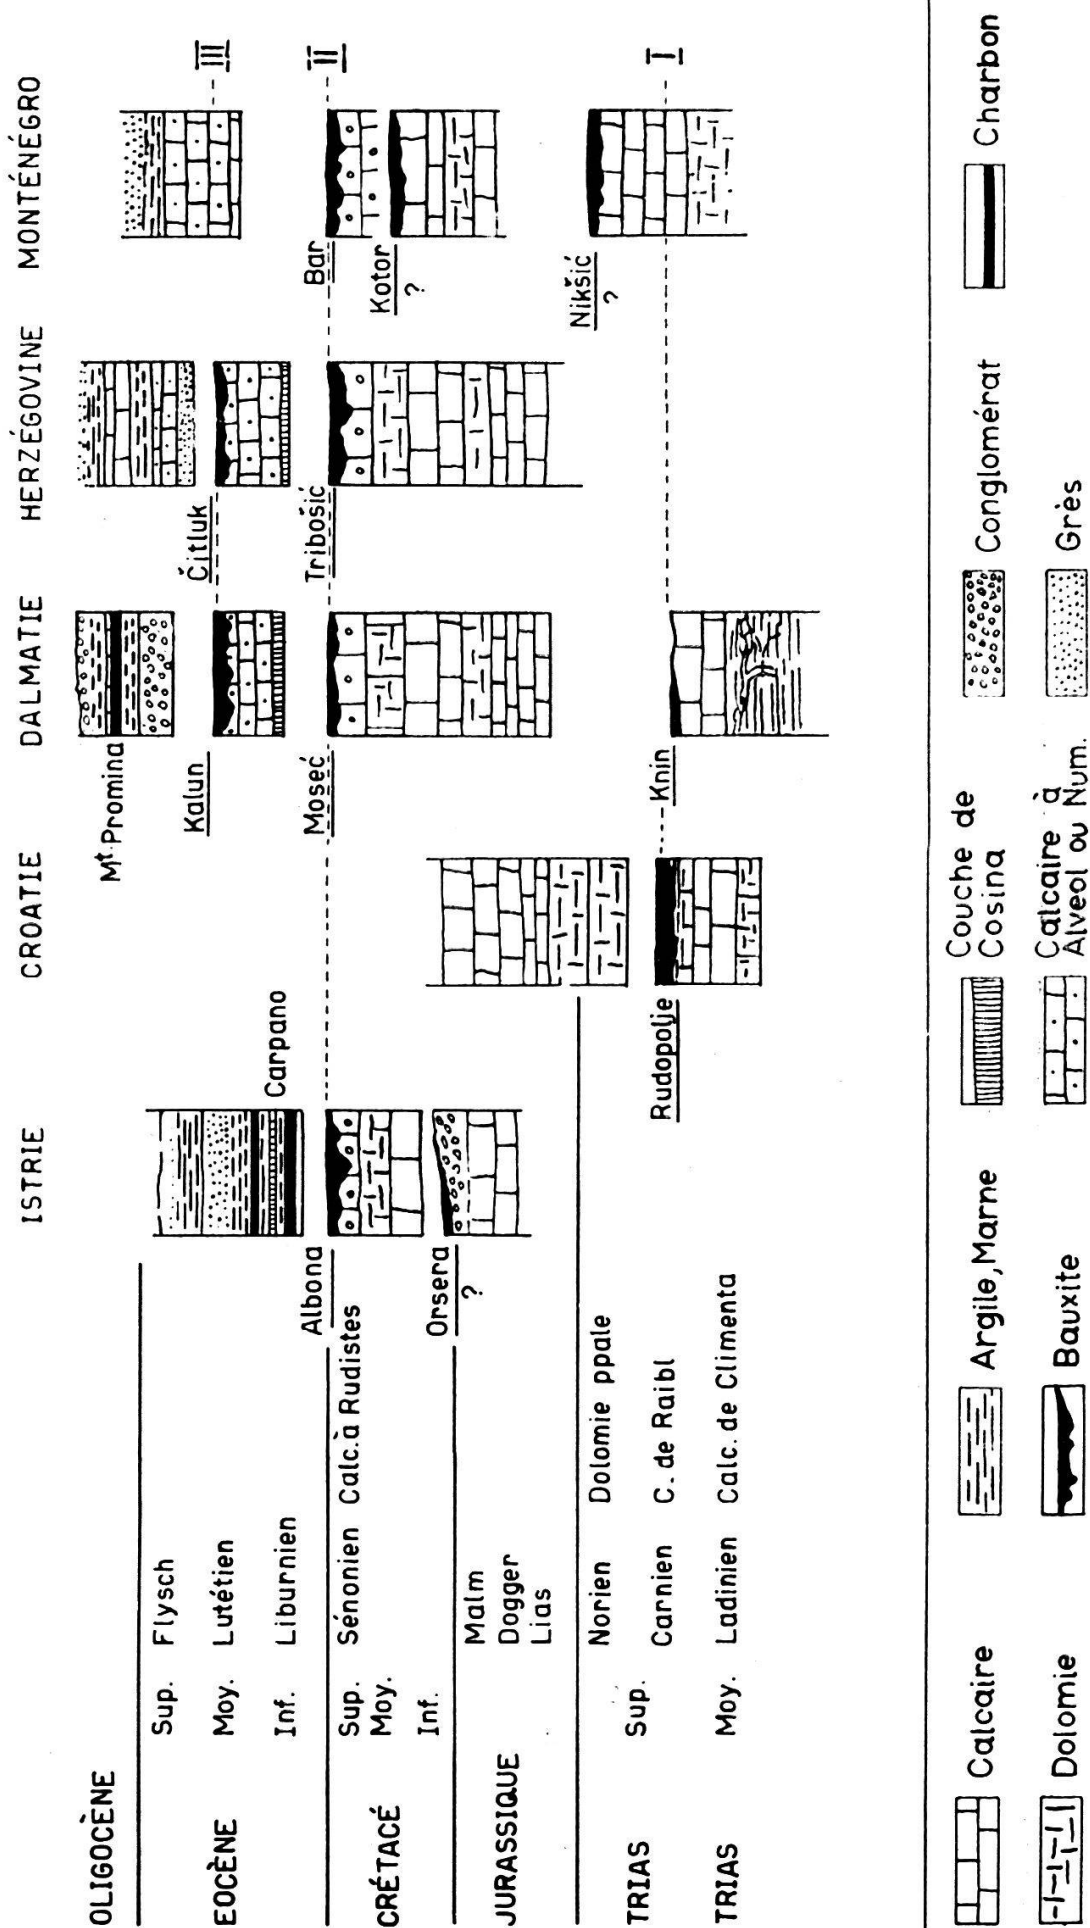 ISTRIE CROATIE DALMATIE HERZÉGOVINE MONTÉNÉGRO
OLIGOCÈNE
Mt. Promina
EOCÈNE
Sup. Flysch
Moy. Lutétien
Kalun Čitluk III
Inf. Liburnien
Carpano
Albona Moseć Tribošić Bar II
CRÉTACÉ
Sup. Sénonien Calc. à Rudistes
Moy.
Kotor
?
Inf.
Orsera
?
JURASSIQUE
Malm
Dogger
Lias
Nikšić
?
TRIAS
Norien Dolomie ppale
Sup.
Carnien C. de Raibl
Rudopolje Knin I
TRIAS
Moy. Ladinien Calc. de Climenta
Calcaire
Argile, Marne
Couche de
Cosina
Conglomérat
Charbon
Dolomie
Bauxite
Calcaire à
Alveol ou Num.
Grès